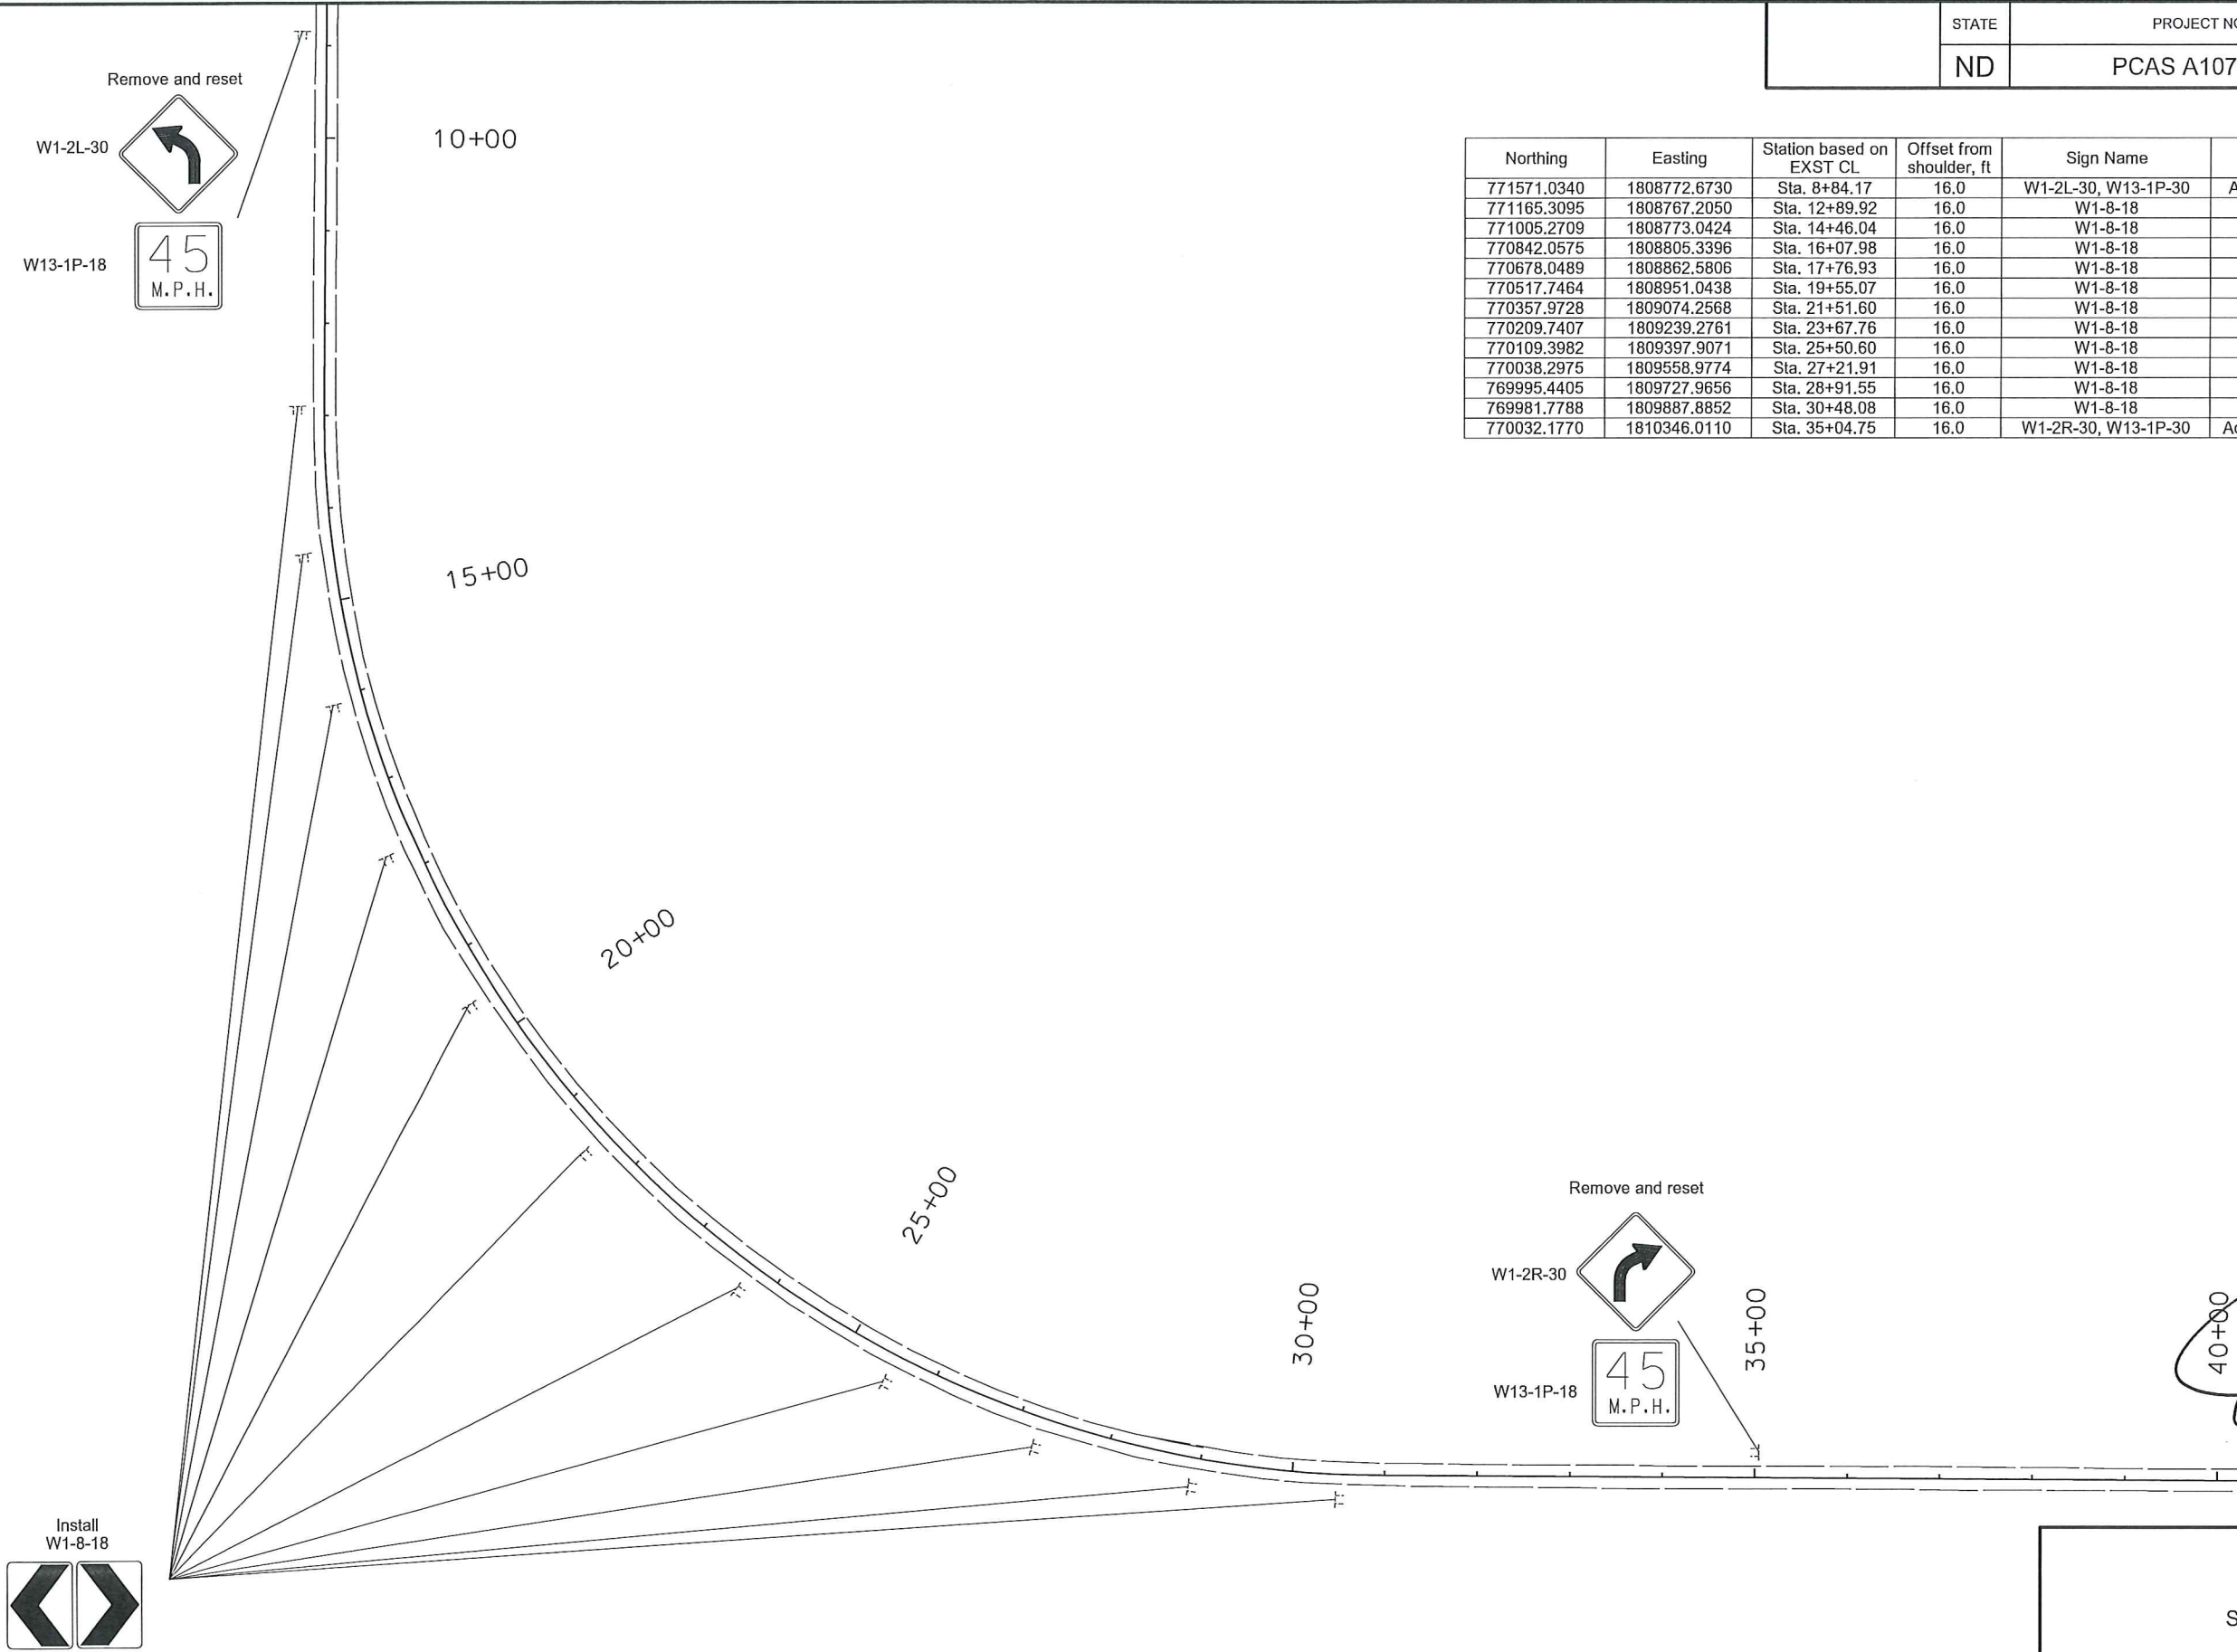 STATE PROJECT NO
ND PCAS A107
Remove and reset
W1-2L-30
W13-1P-18
45
M.P.H.
10+00
Northing Easting Station based on EXST CL Offset from shoulder, ft Sign Name
771571.0340 1808772.6730 Sta. 8+84.17 16.0 W1-2L-30, W13-1P-30 A
771165.3095 1808767.2050 Sta. 12+89.92 16.0 W1-8-18
771005.2709 1808773.0424 Sta. 14+46.04 16.0 W1-8-18
770842.0575 1808805.3396 Sta. 16+07.98 16.0 W1-8-18
770678.0489 1808862.5806 Sta. 17+76.93 16.0 W1-8-18
770517.7464 1808951.0438 Sta. 19+55.07 16.0 W1-8-18
770357.9728 1809074.2568 Sta. 21+51.60 16.0 W1-8-18
770209.7407 1809239.2761 Sta. 23+67.76 16.0 W1-8-18
770109.3982 1809397.9071 Sta. 25+50.60 16.0 W1-8-18
770038.2975 1809558.9774 Sta. 27+21.91 16.0 W1-8-18
769995.4405 1809727.9656 Sta. 28+91.55 16.0 W1-8-18
769981.7788 1809887.8852 Sta. 30+48.08 16.0 W1-8-18
770032.1770 1810346.0110 Sta. 35+04.75 16.0 W1-2R-30, W13-1P-30 Ad
15+00
20+00
25+00
30+00
Remove and reset
W1-2R-30
W13-1P-18
45
M.P.H.
35+00
40+00
Install
W1-8-18
S